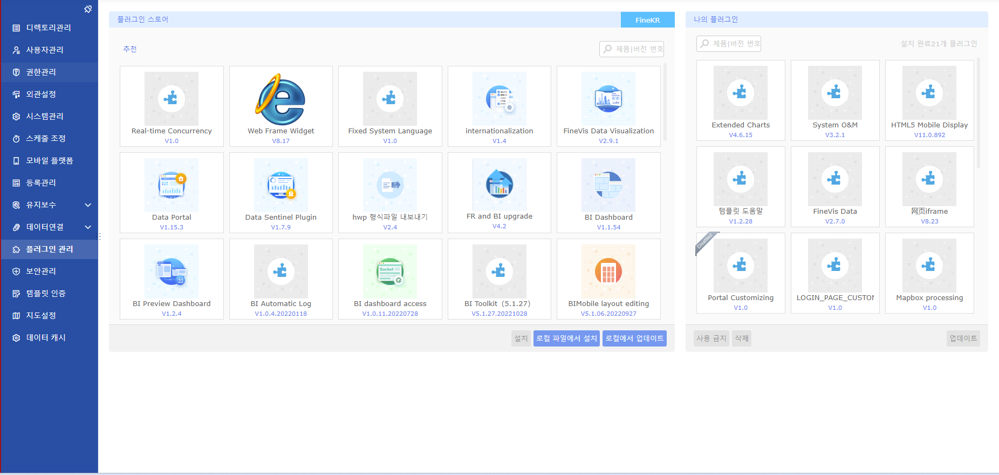 디렉토리관리
사용자관리
권한관리
외관설정
시스템관리
스케줄 조정
모바일 플랫폼
등록관리
유지보수
데이터연결
플러그인 관리
보안관리
템플릿 인증
지도설정
데이터 캐시
플러그인 스토어
FineKR
추천
제품|버전 번호
Real-time Concurrency
V1.0
Web Frame Widget
V8.17
Fixed System Language
V1.0
internationalization
V1.4
FineVis Data Visualization
V2.9.1
Data Portal
V1.15.3
Data Sentinel Plugin
V1.7.9
hwp 형식파일 내보내기
V2.4
FR and BI upgrade
V4.2
BI Dashboard
V1.1.54
BI Preview Dashboard
V1.2.4
BI Automatic Log
V1.0.4.20220118
Socket
BI dashboard access
V1.0.11.20220728
BI Toolkit（5.1.27）
V5.1.27.20221028
BIMobile layout editing
V5.1.06.20220927
설치
로컬 파일에서 설치
로컬에서 업데이트
나의 플러그인
제품|버전 번호
설치 완료21개 플러그인
Extended Charts
V4.6.15
System O&M
V3.2.1
HTML5 Mobile Display
V11.0.892
템플릿 도움말
V1.2.28
FineVis Data
V2.7.0
网页iframe
V8.23
Disabled
Portal Customizing
V1.0
LOGIN_PAGE_CUSTOM
V1.0
Mapbox processing
V1.0
사용 금지
삭제
업데이트